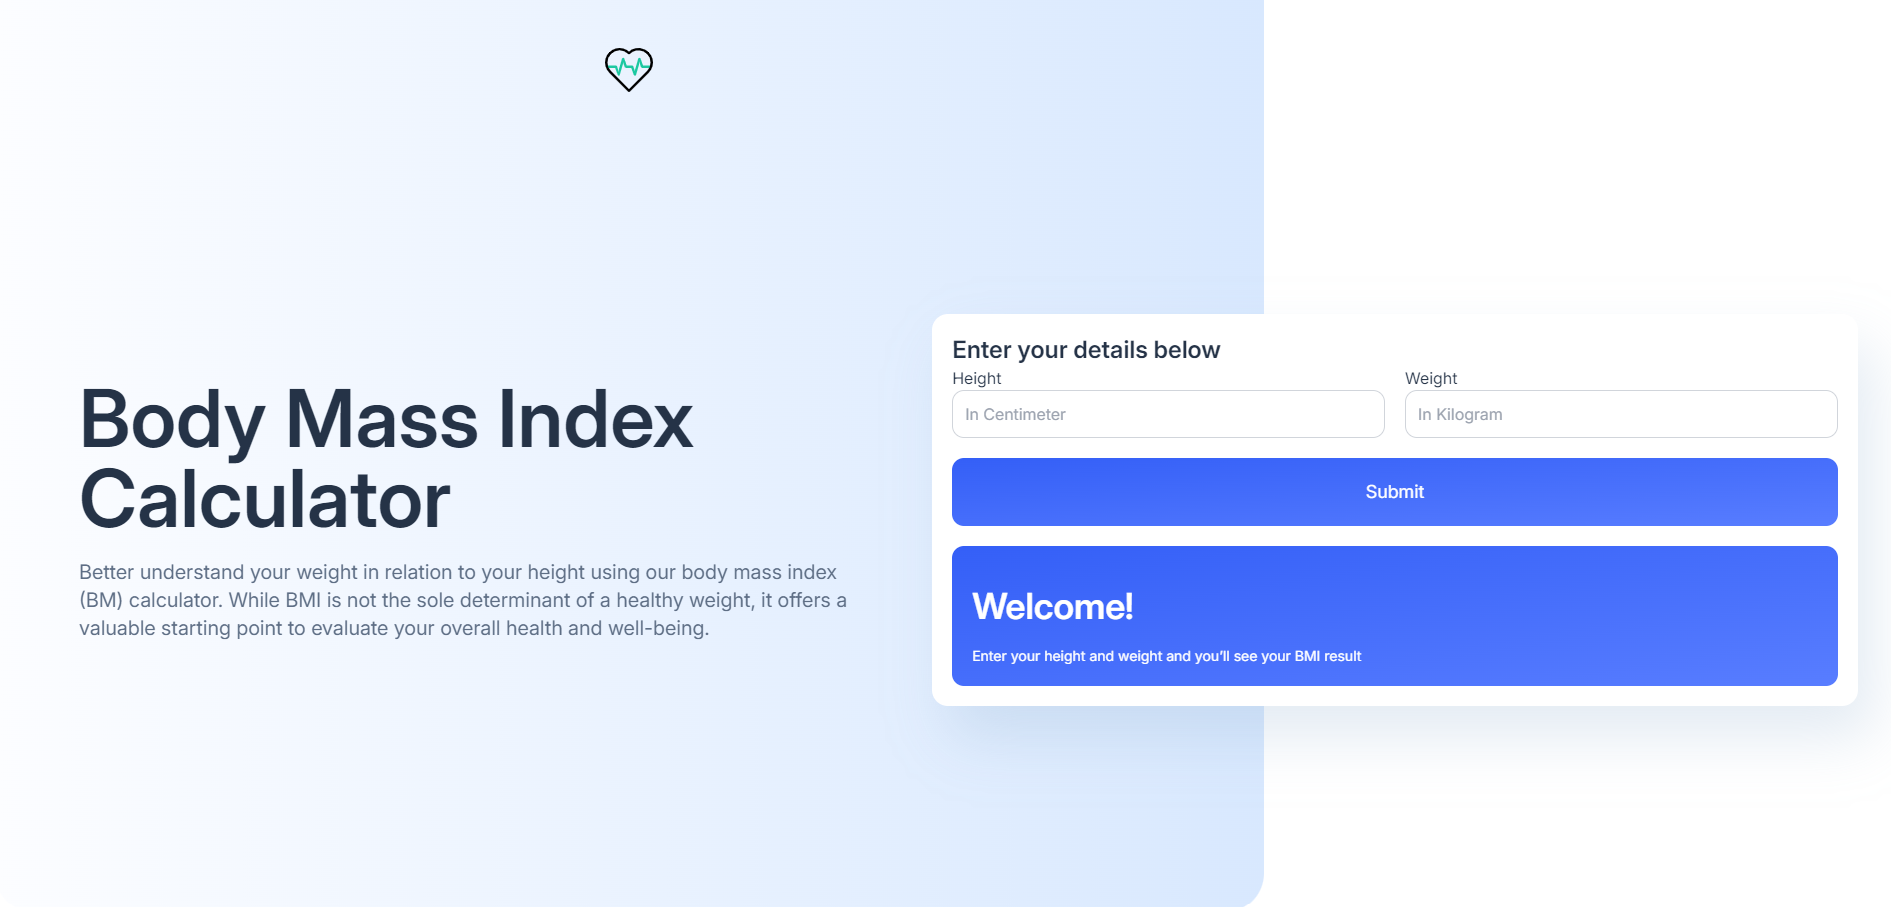 Body Mass Index
Calculator
Better understand your weight in relation to your height using our body mass index
(BM) calculator. While BMI is not the sole determinant of a healthy weight, it offers a
valuable starting point to evaluate your overall health and well-being.
Enter your details below
Height
Weight
In Centimeter
In Kilogram
Submit
Welcome!
Enter your height and weight and you’ll see your BMI result